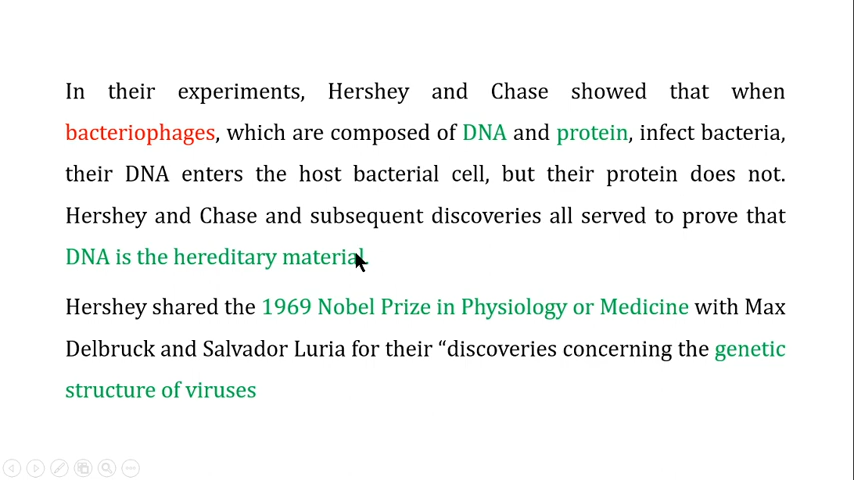 In their experiments, Hershey and Chase showed that when
bacteriophages, which are composed of DNA and protein, infect bacteria,
their DNA enters the host bacterial cell, but their protein does not.
Hershey and Chase and subsequent discoveries all served to prove that
DNA is the hereditary material.
Hershey shared the 1969 Nobel Prize in Physiology or Medicine with Max
Delbruck and Salvador Luria for their “discoveries concerning the genetic
structure of viruses